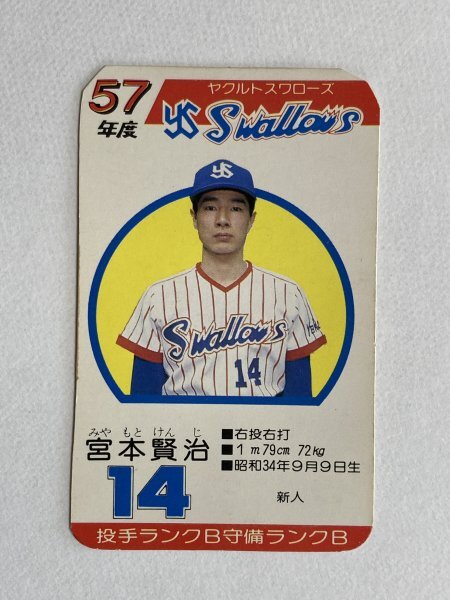 57
年度
ヤクルトスワローズ
YS Swallows
YS
Swallows
14
みや もと けん じ
宮本賢治
14
■右投右打
■1m79cm 72kg
■昭和34年9月9日生
新人
投手ランクB守備ランクB